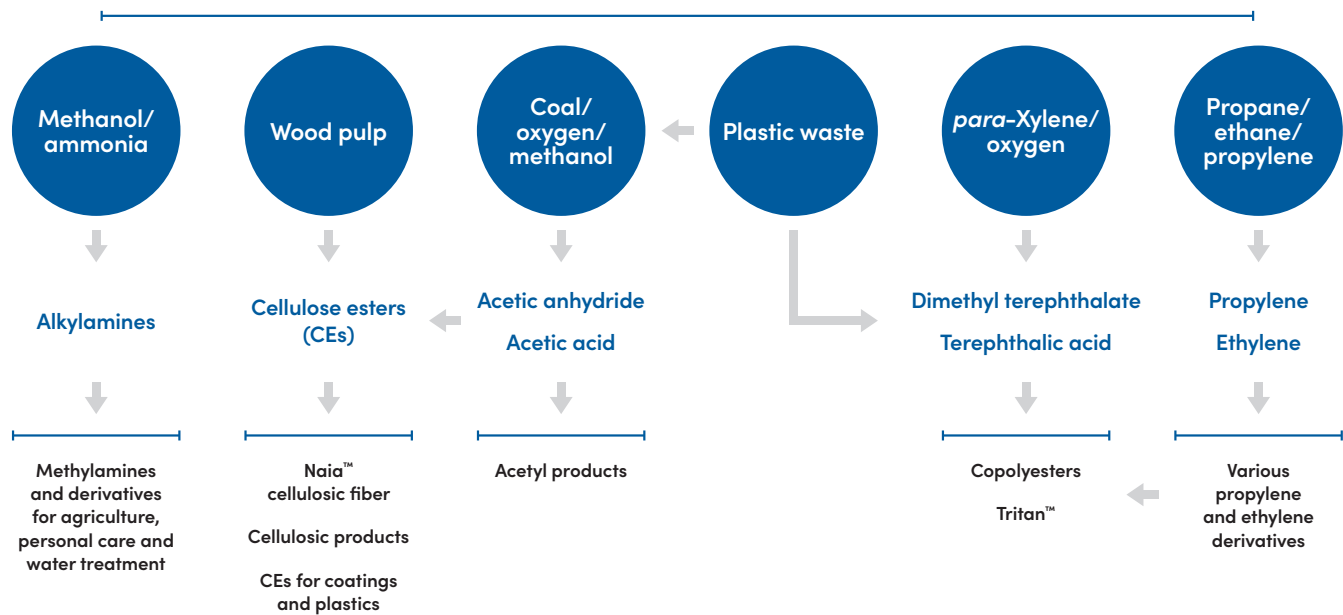 Methanol/
ammonia
Wood pulp
Coal/
oxygen/
methanol
Plastic waste
para-Xylene/
oxygen
Propane/
ethane/
propylene
Alkylamines
Cellulose esters
(CEs)
Acetic anhydride
Acetic acid
Dimethyl terephthalate
Terephthalic acid
Propylene
Ethylene
Methylamines
and derivatives
for agriculture,
personal care and
water treatment
Naia™
cellulosic fiber
Cellulosic products
CEs for coatings
and plastics
Acetyl products
Copolyesters
Tritan™
Various
propylene
and ethylene
derivatives